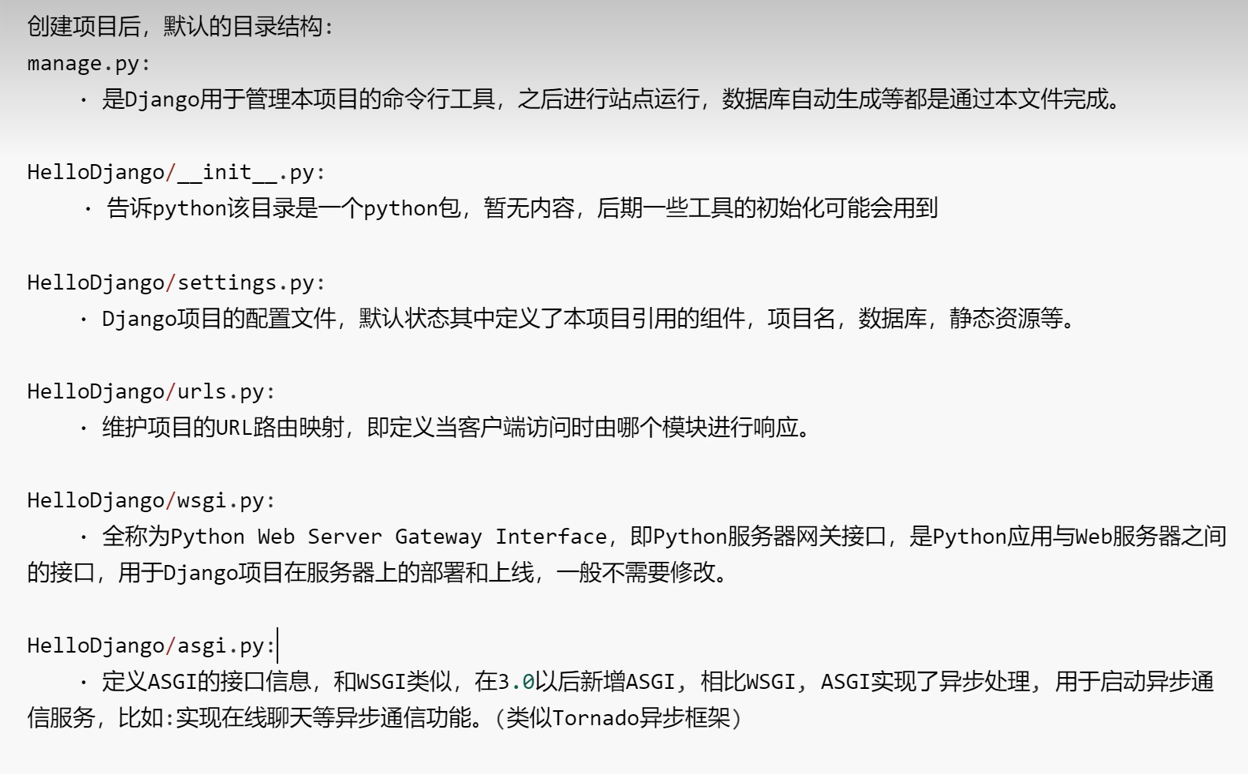 创建项目后，默认的目录结构：
manage.py:
· 是Django用于管理本项目的命令行工具，之后进行站点运行，数据库自动生成等都是通过本文件完成。
HelloDjango/__init__.py:
· 告诉python该目录是一个python包，暂无内容，后期一些工具的初始化可能会用到
HelloDjango/settings.py:
· Django项目的配置文件，默认状态其中定义了本项目引用的组件，项目名，数据库，静态资源等。
HelloDjango/urls.py:
· 维护项目的URL路由映射，即定义当客户端访问时由哪个模块进行响应。
HelloDjango/wsgi.py:
· 全称为Python Web Server Gateway Interface，即Python服务器网关接口，是Python应用与Web服务器之间
的接口，用于Django项目在服务器上的部署和上线，一般不需要修改。
HelloDjango/asgi.py:
· 定义ASGI的接口信息，和WSGI类似，在3.0以后新增ASGI, 相比WSGI, ASGI实现了异步处理, 用于启动异步通
信服务，比如:实现在线聊天等异步通信功能。(类似Tornado异步框架)